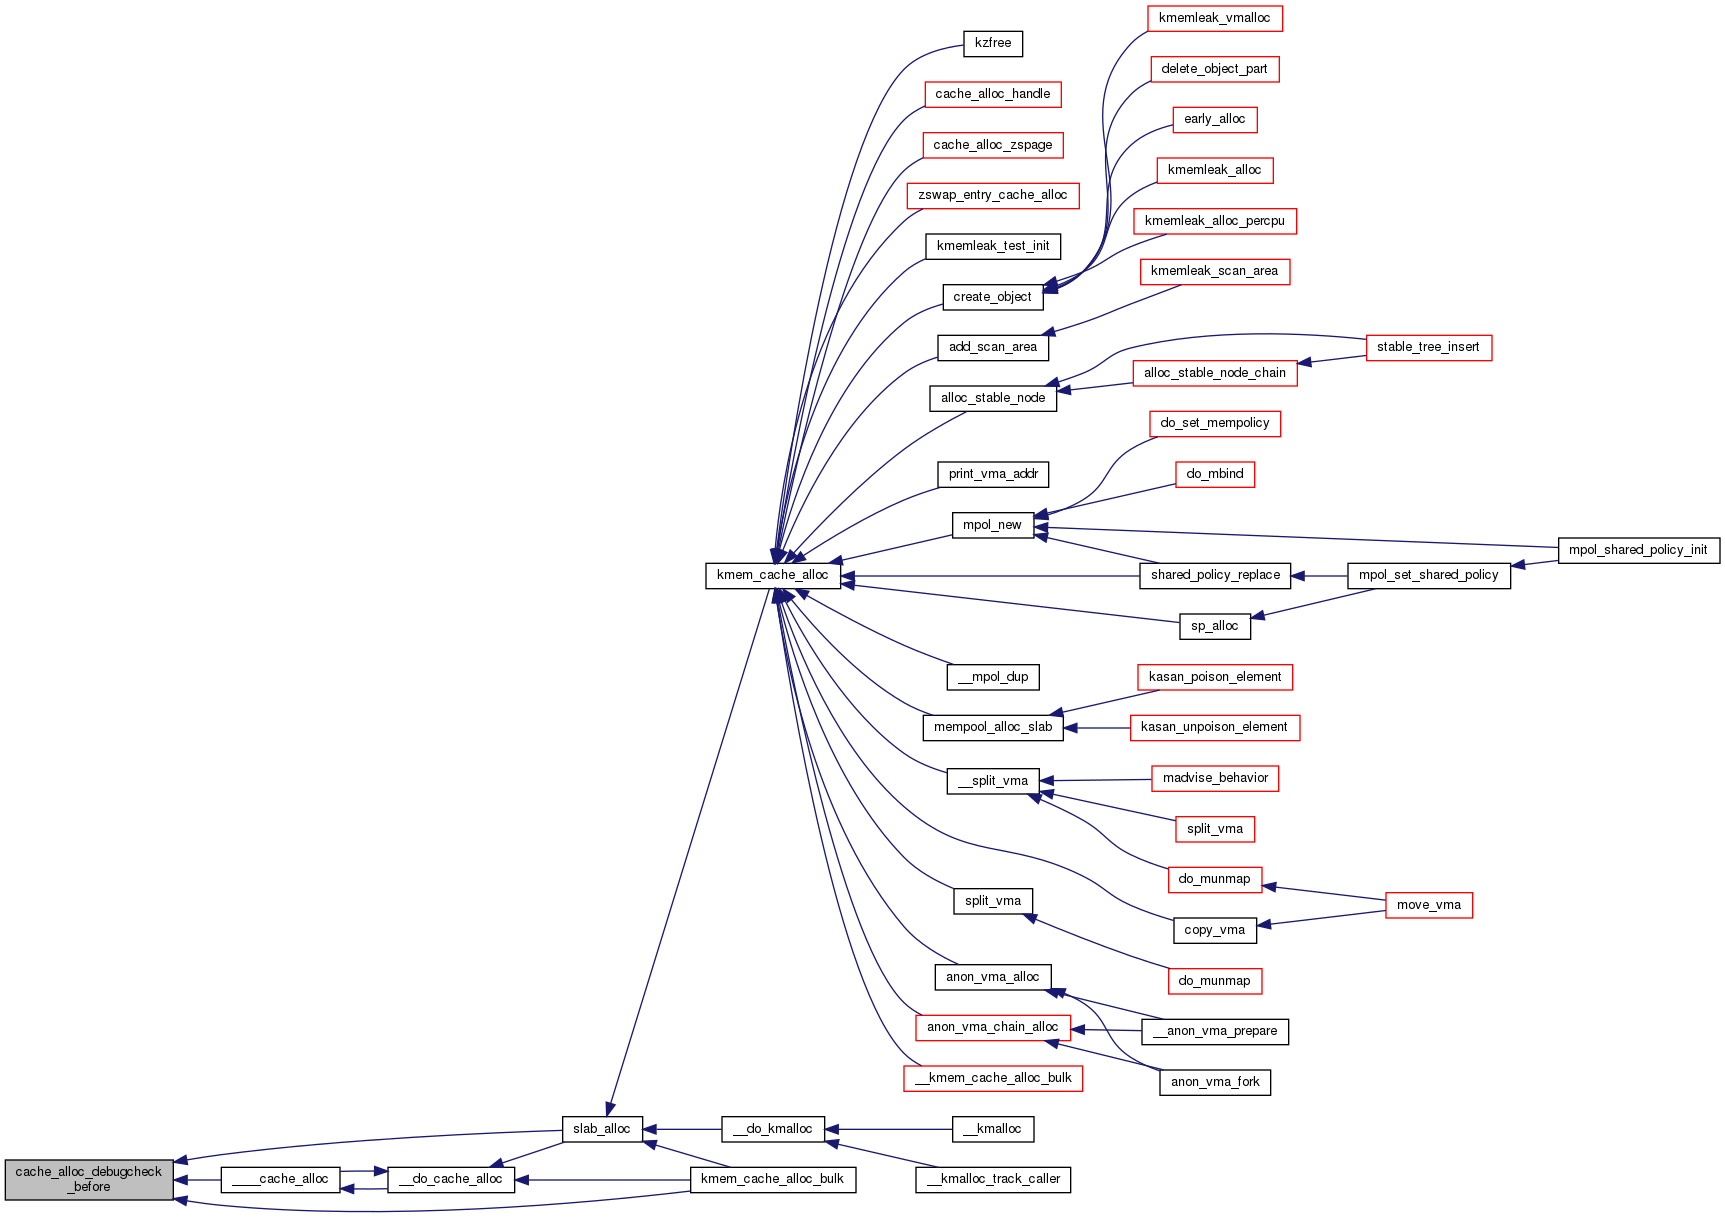 kmemleak_vmalloc
kzfree
delete_object_part
cache_alloc_handle
early_alloc
cache_alloc_zspage
kmemleak_alloc
zswap_entry_cache_alloc
kmemleak_alloc_percpu
kmemleak_test_init
kmemleak_scan_area
create_object
add_scan_area
stable_tree_insert
alloc_stable_node_chain
alloc_stable_node
do_set_mempolicy
print_vma_addr
do_mbind
mpol_new
mpol_shared_policy_init
kmem_cache_alloc
shared_policy_replace
mpol_set_shared_policy
sp_alloc
__mpol_dup
kasan_poison_element
mempool_alloc_slab
kasan_unpoison_element
__split_vma
madvise_behavior
split_vma
do_munmap
split_vma
move_vma
copy_vma
anon_vma_alloc
do_munmap
anon_vma_chain_alloc
__anon_vma_prepare
__kmem_cache_alloc_bulk
anon_vma_fork
slab_alloc
__do_kmalloc
__kmalloc
cache_alloc_debugcheck
_before
____cache_alloc
__do_cache_alloc
kmem_cache_alloc_bulk
__kmalloc_track_caller